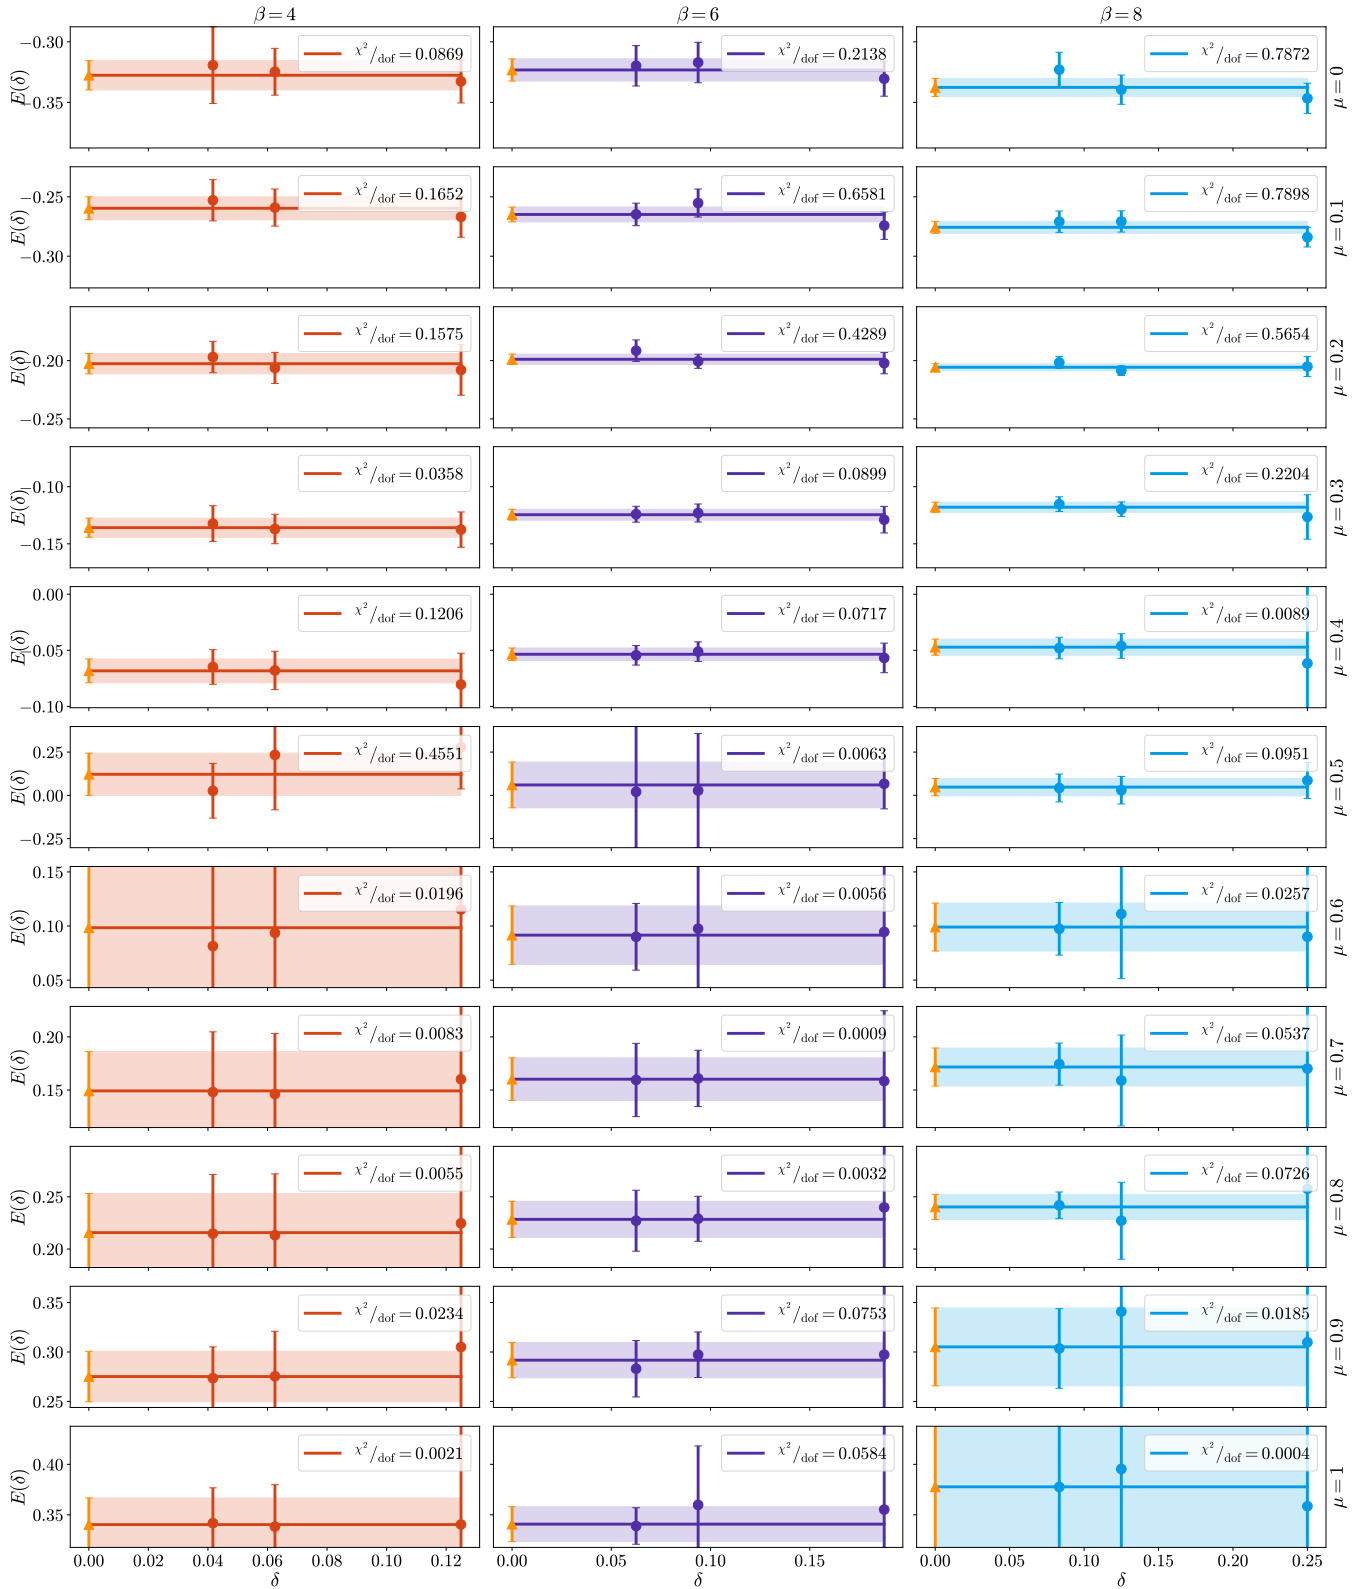 β = 4
β = 6
β = 8
E(δ)
−0.30
−0.35
χ²/dof = 0.0869
χ²/dof = 0.2138
χ²/dof = 0.7872
μ = 0
E(δ)
−0.25
−0.30
χ²/dof = 0.1652
χ²/dof = 0.6581
χ²/dof = 0.7898
μ = 0.1
E(δ)
−0.20
−0.25
χ²/dof = 0.1575
χ²/dof = 0.4289
χ²/dof = 0.5654
μ = 0.2
E(δ)
−0.10
−0.15
χ²/dof = 0.0358
χ²/dof = 0.0899
χ²/dof = 0.2204
μ = 0.3
E(δ)
0.00
−0.05
−0.10
χ²/dof = 0.1206
χ²/dof = 0.0717
χ²/dof = 0.0089
μ = 0.4
E(δ)
0.25
0.00
−0.25
χ²/dof = 0.4551
χ²/dof = 0.0063
χ²/dof = 0.0951
μ = 0.5
E(δ)
0.15
0.10
0.05
χ²/dof = 0.0196
χ²/dof = 0.0056
χ²/dof = 0.0257
μ = 0.6
E(δ)
0.20
0.15
χ²/dof = 0.0083
χ²/dof = 0.0009
χ²/dof = 0.0537
μ = 0.7
E(δ)
0.25
0.20
χ²/dof = 0.0055
χ²/dof = 0.0032
χ²/dof = 0.0726
μ = 0.8
E(δ)
0.35
0.30
0.25
χ²/dof = 0.0234
χ²/dof = 0.0753
χ²/dof = 0.0185
μ = 0.9
E(δ)
0.40
0.35
χ²/dof = 0.0021
χ²/dof = 0.0584
χ²/dof = 0.0004
μ = 1
0.00 0.02 0.04 0.06 0.08 0.10 0.12
0.00 0.05 0.10 0.15
0.00 0.05 0.10 0.15 0.20 0.25
δ
δ
δ